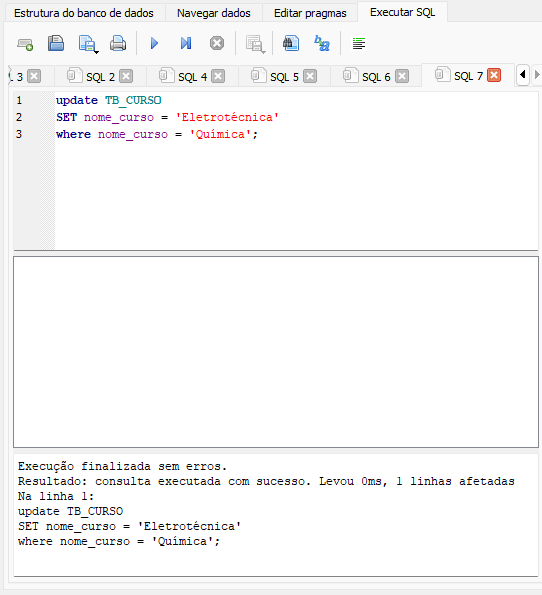 Estrutura do banco de dados Navegar dados Editar pragmas Executar SQL
3 SQL 2 SQL 4 SQL 5 SQL 6 SQL 7
1 update TB_CURSO
2 SET nome_curso = 'Eletrotécnica'
3 where nome_curso = 'Química';
Execução finalizada sem erros.
Resultado: consulta executada com sucesso. Levou 0ms, 1 linhas afetadas
Na linha 1:
update TB_CURSO
SET nome_curso = 'Eletrotécnica'
where nome_curso = 'Química';